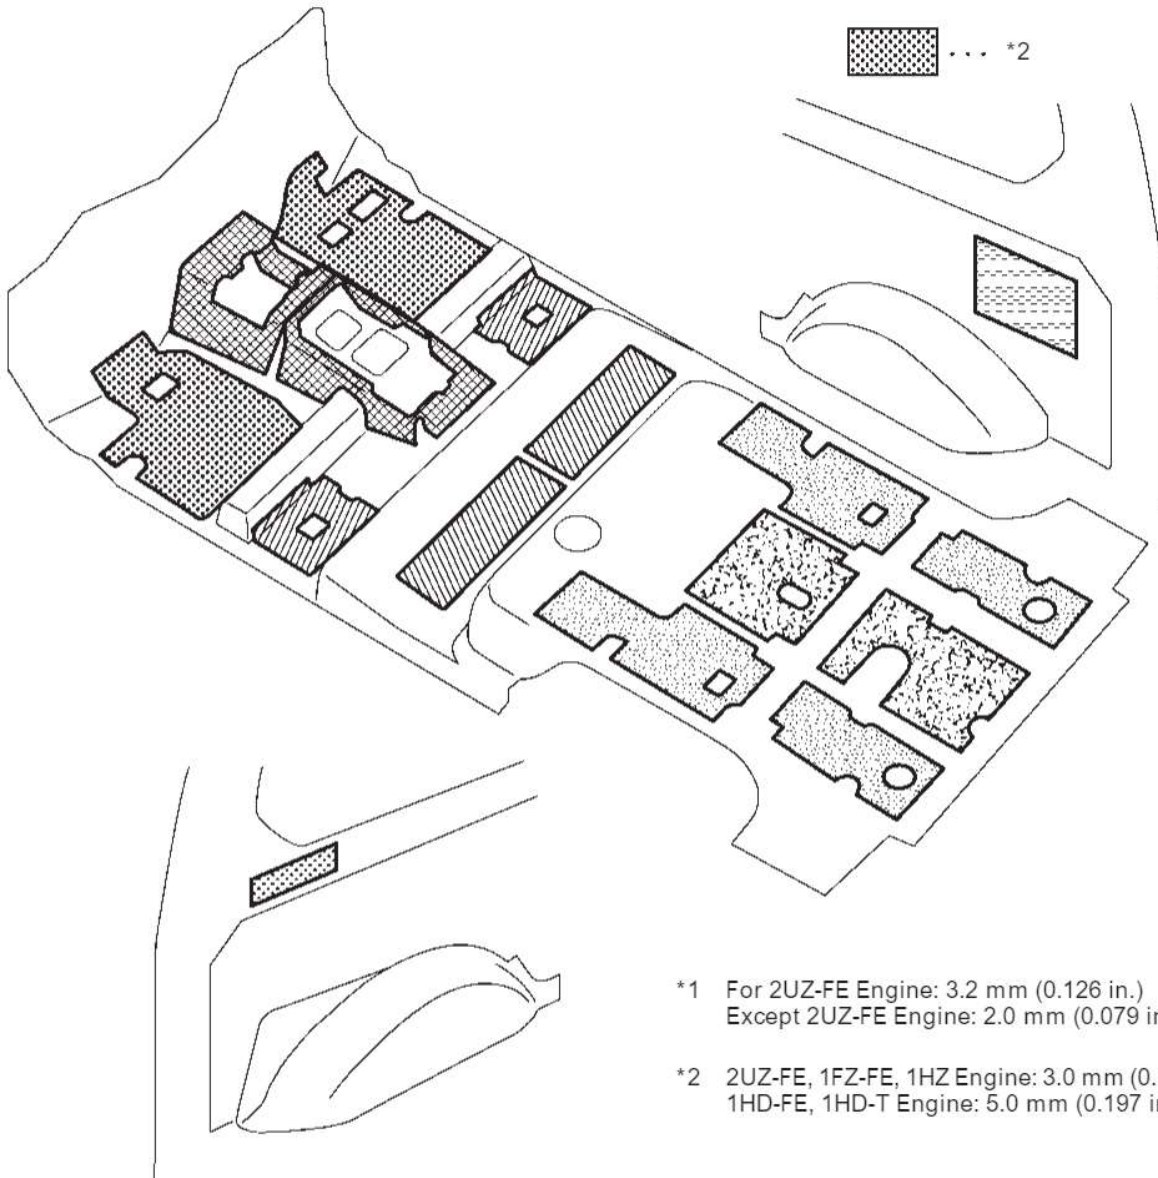 ··· *2
*1 For 2UZ-FE Engine: 3.2 mm (0.126 in.)
Except 2UZ-FE Engine: 2.0 mm (0.079
*2 2UZ-FE, 1FZ-FE, 1HZ Engine: 3.0 mm
1HD-FE, 1HD-T Engine: 5.0 mm (0.197